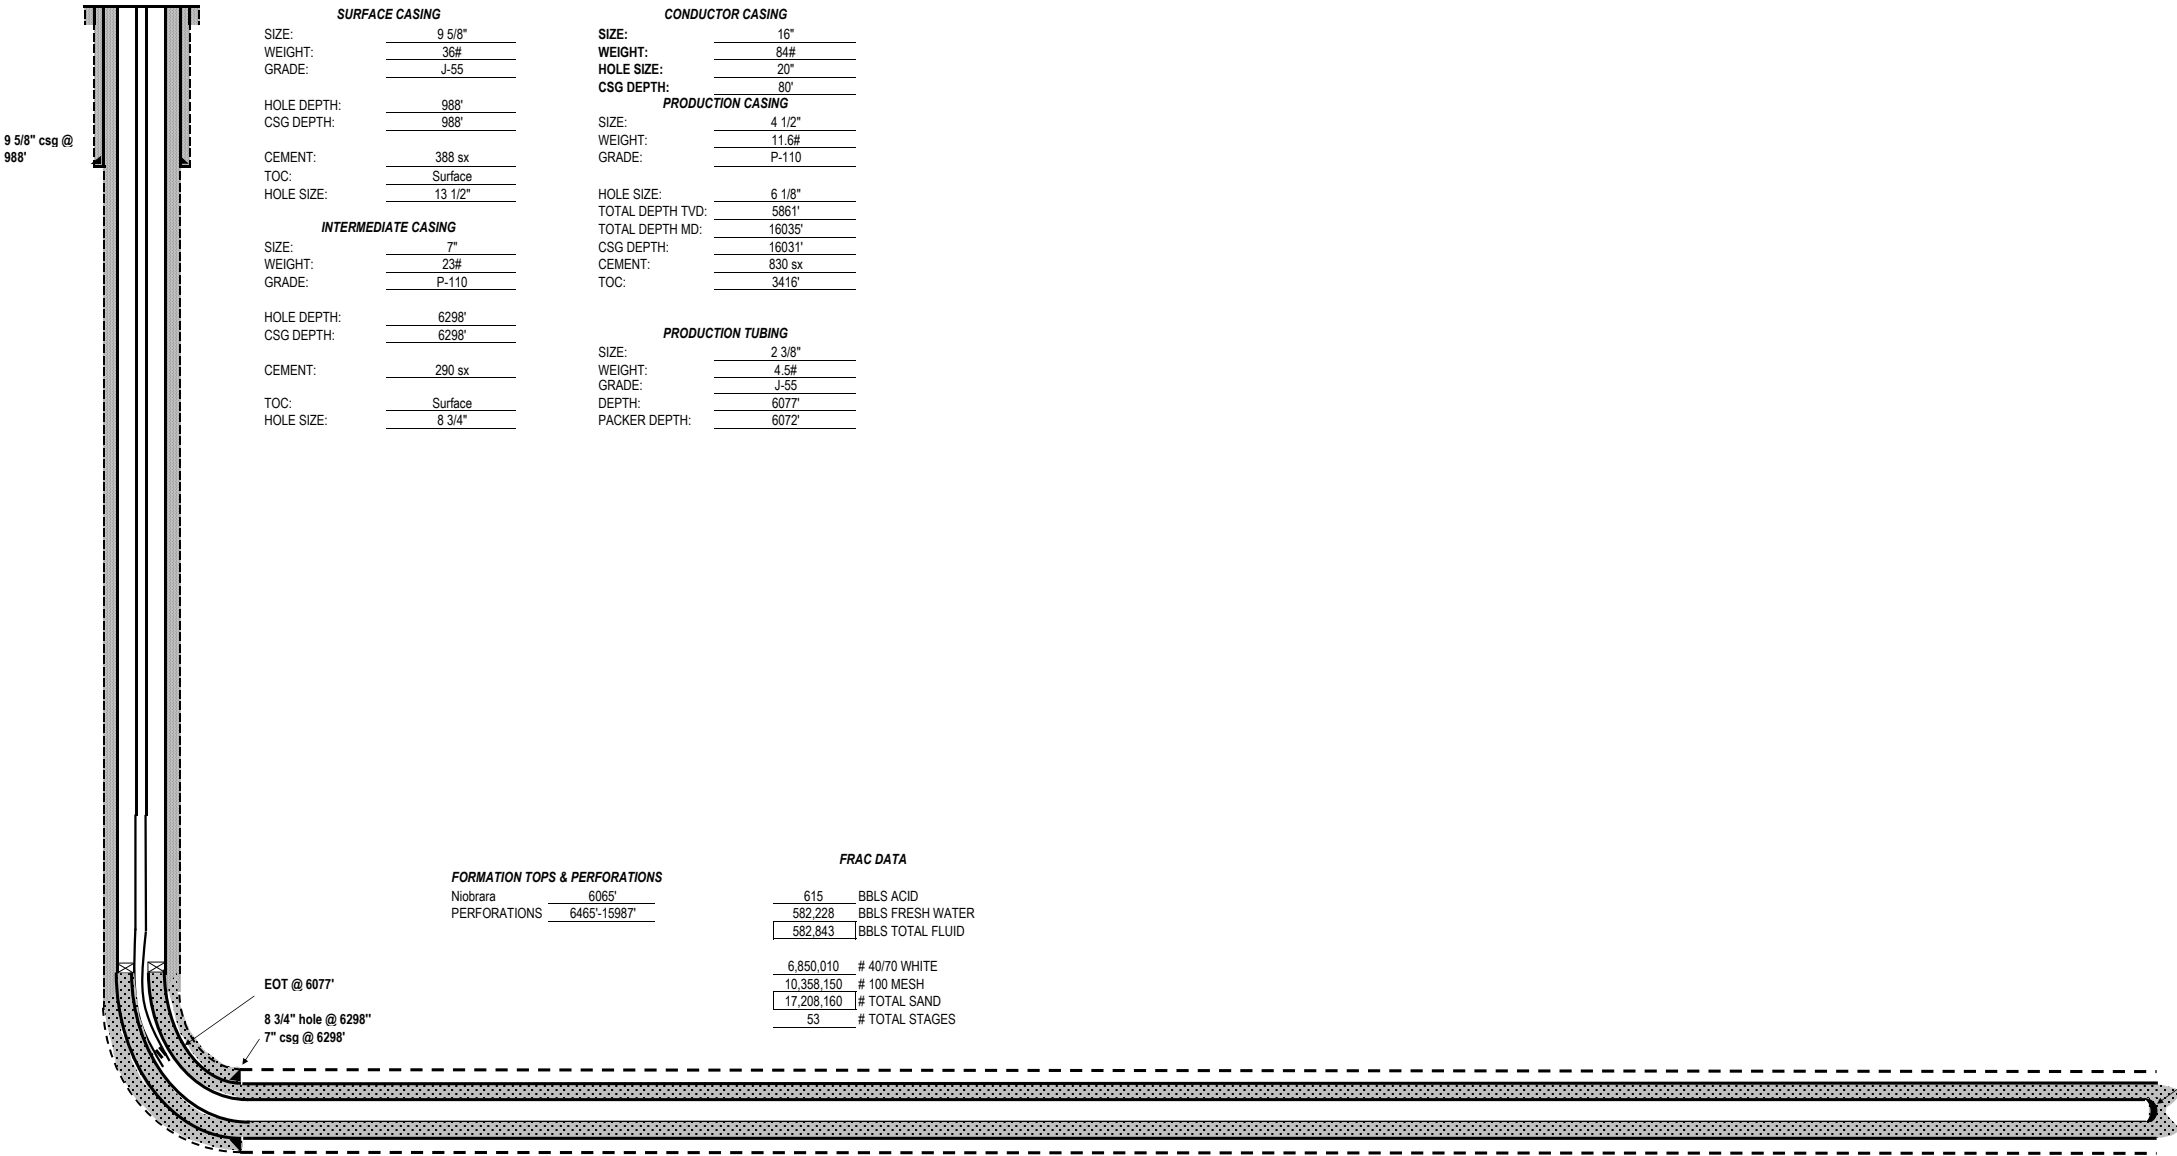 9 5/8" csg @
988'
SURFACE CASING
SIZE: 9 5/8"
WEIGHT: 36#
GRADE: J-55
HOLE DEPTH: 988'
CSG DEPTH: 988'
CEMENT: 388 sx
TOC: Surface
HOLE SIZE: 13 1/2"
INTERMEDIATE CASING
SIZE: 7"
WEIGHT: 23#
GRADE: P-110
HOLE DEPTH: 6298'
CSG DEPTH: 6298'
CEMENT: 290 sx
TOC: Surface
HOLE SIZE: 8 3/4"
CONDUCTOR CASING
SIZE: 16"
WEIGHT: 84#
HOLE SIZE: 20"
CSG DEPTH: 80'
PRODUCTION CASING
SIZE: 4 1/2"
WEIGHT: 11.6#
GRADE: P-110
HOLE SIZE: 6 1/8"
TOTAL DEPTH TVD: 5861'
TOTAL DEPTH MD: 16035'
CSG DEPTH: 16031'
CEMENT: 830 sx
TOC: 3416'
PRODUCTION TUBING
SIZE: 2 3/8"
WEIGHT: 4.5#
GRADE: J-55
DEPTH: 6077'
PACKER DEPTH: 6072'
FORMATION TOPS & PERFORATIONS
Niobrara 6065'
PERFORATIONS 6465'-15987'
FRAC DATA
615 BBLS ACID
582,228 BBLS FRESH WATER
582,843 BBLS TOTAL FLUID
6,850,010 # 40/70 WHITE
10,358,150 # 100 MESH
17,208,160 # TOTAL SAND
53 # TOTAL STAGES
EOT @ 6077'
8 3/4" hole @ 6298"
7" csg @ 6298'